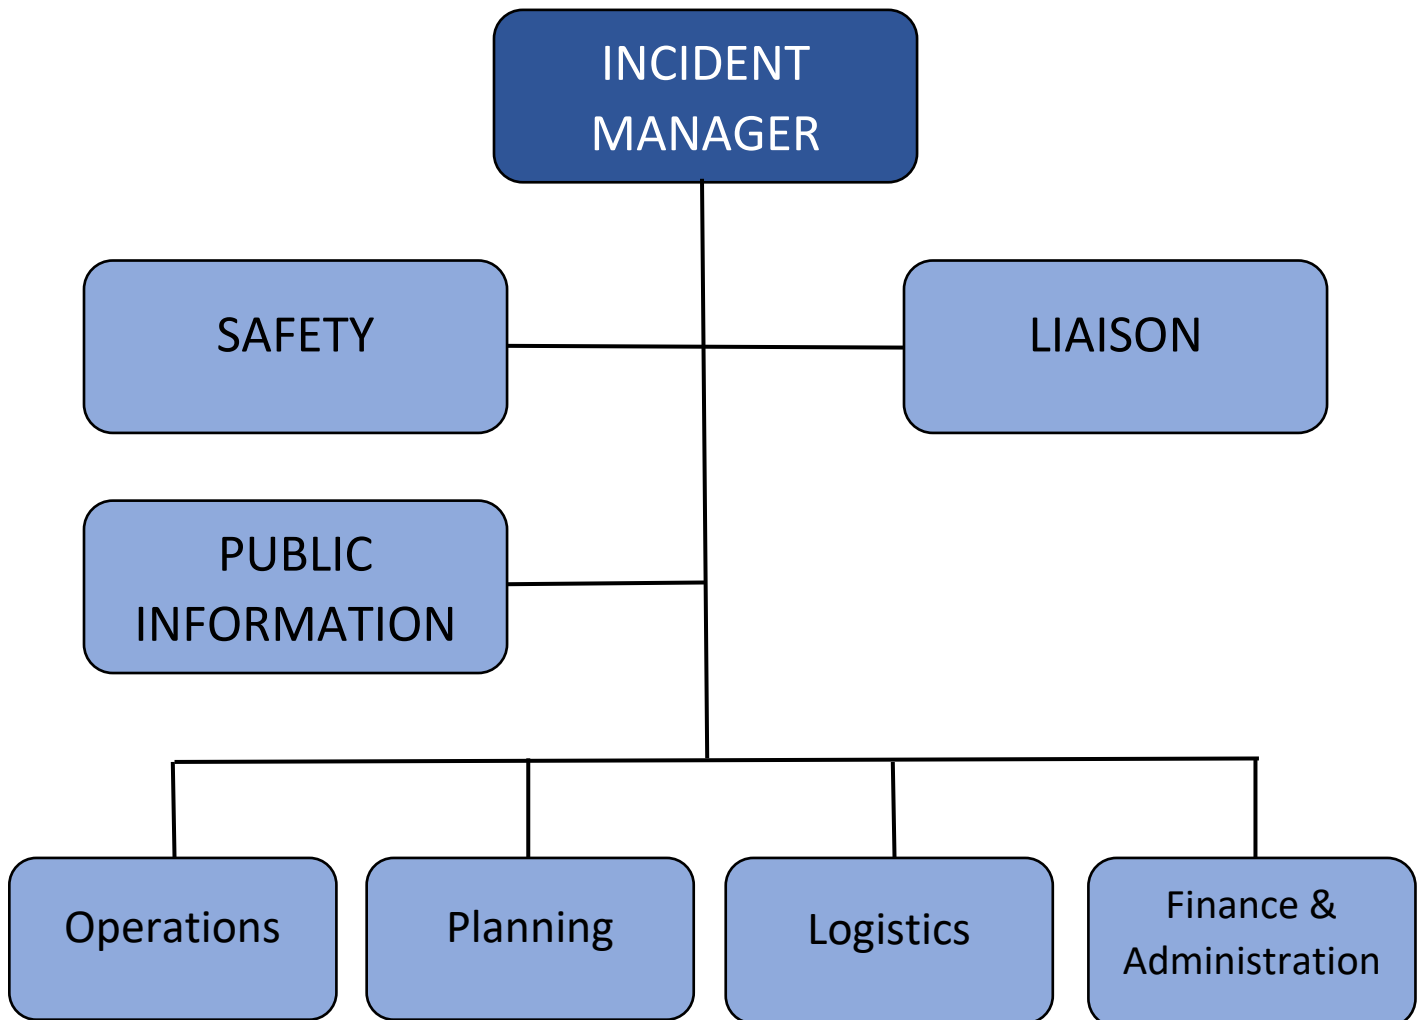 INCIDENT
MANAGER
SAFETY
LIAISON
PUBLIC
INFORMATION
Operations
Planning
Logistics
Finance &
Administration